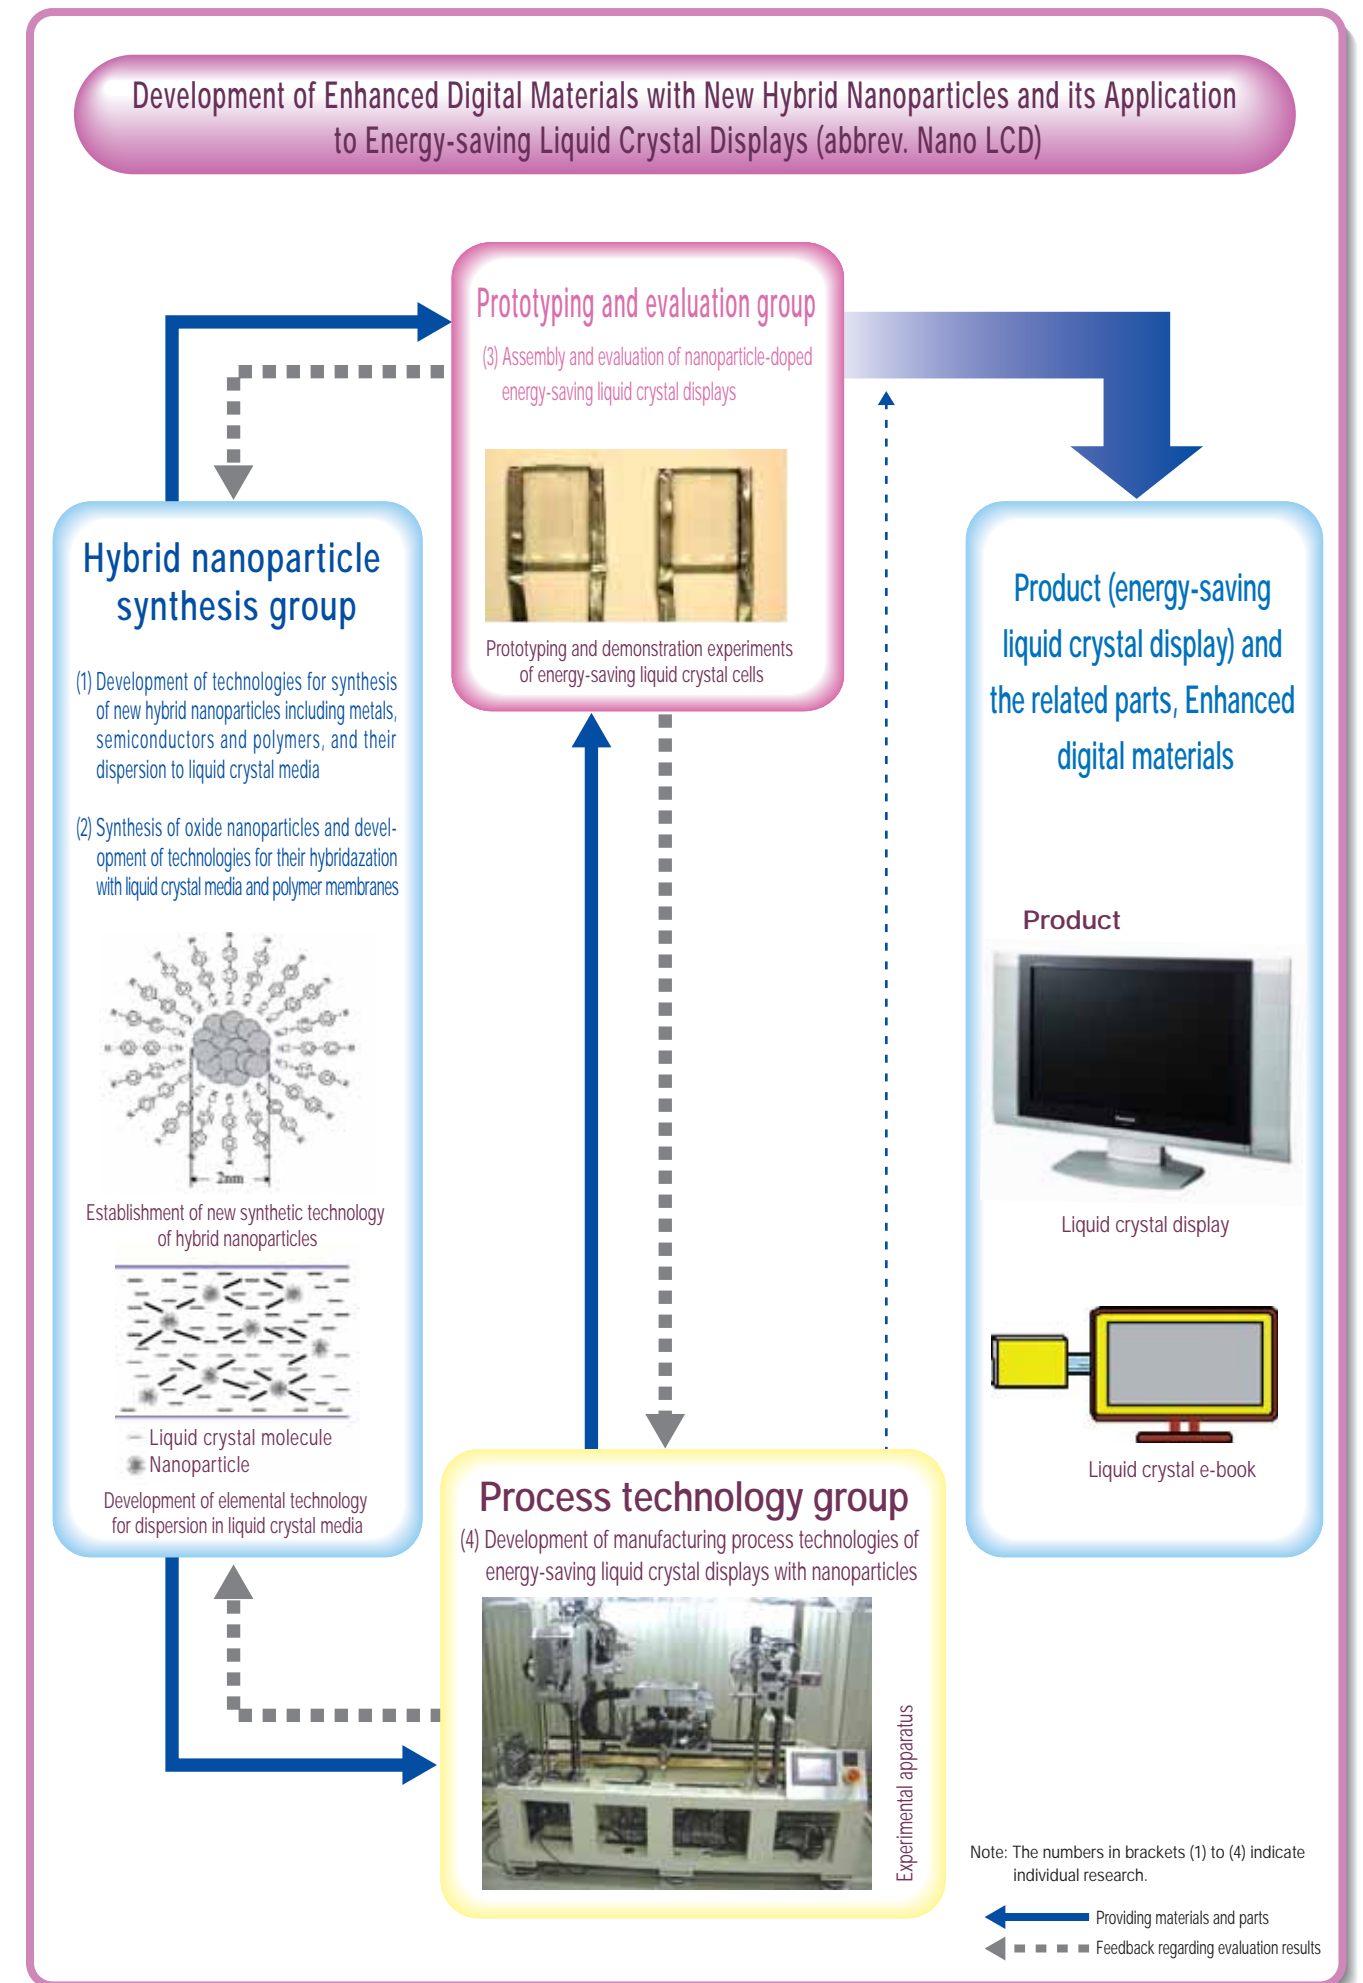 Development of Enhanced Digital Materials with New Hybrid Nanoparticles and its Application
to Energy-saving Liquid Crystal Displays (abbrev. Nano LCD)
Prototyping and evaluation group
(3) Assembly and evaluation of nanoparticle-doped
energy-saving liquid crystal displays
Prototyping and demonstration experiments
of energy-saving liquid crystal cells
Hybrid nanoparticle
synthesis group
(1) Development of technologies for synthesis
of new hybrid nanoparticles including metals,
semiconductors and polymers, and their
dispersion to liquid crystal media
(2) Synthesis of oxide nanoparticles and devel-
opment of technologies for their hybridazation
with liquid crystal media and polymer membranes
2nm
Establishment of new synthetic technology
of hybrid nanoparticles
Liquid crystal molecule
Nanoparticle
Development of elemental technology
for dispersion in liquid crystal media
Product (energy-saving
liquid crystal display) and
the related parts, Enhanced
digital materials
Product
Liquid crystal display
Liquid crystal e-book
Process technology group
(4) Development of manufacturing process technologies of
energy-saving liquid crystal displays with nanoparticles
Experimental apparatus
Note: The numbers in brackets (1) to (4) indicate
individual research.
Providing materials and parts
Feedback regarding evaluation results